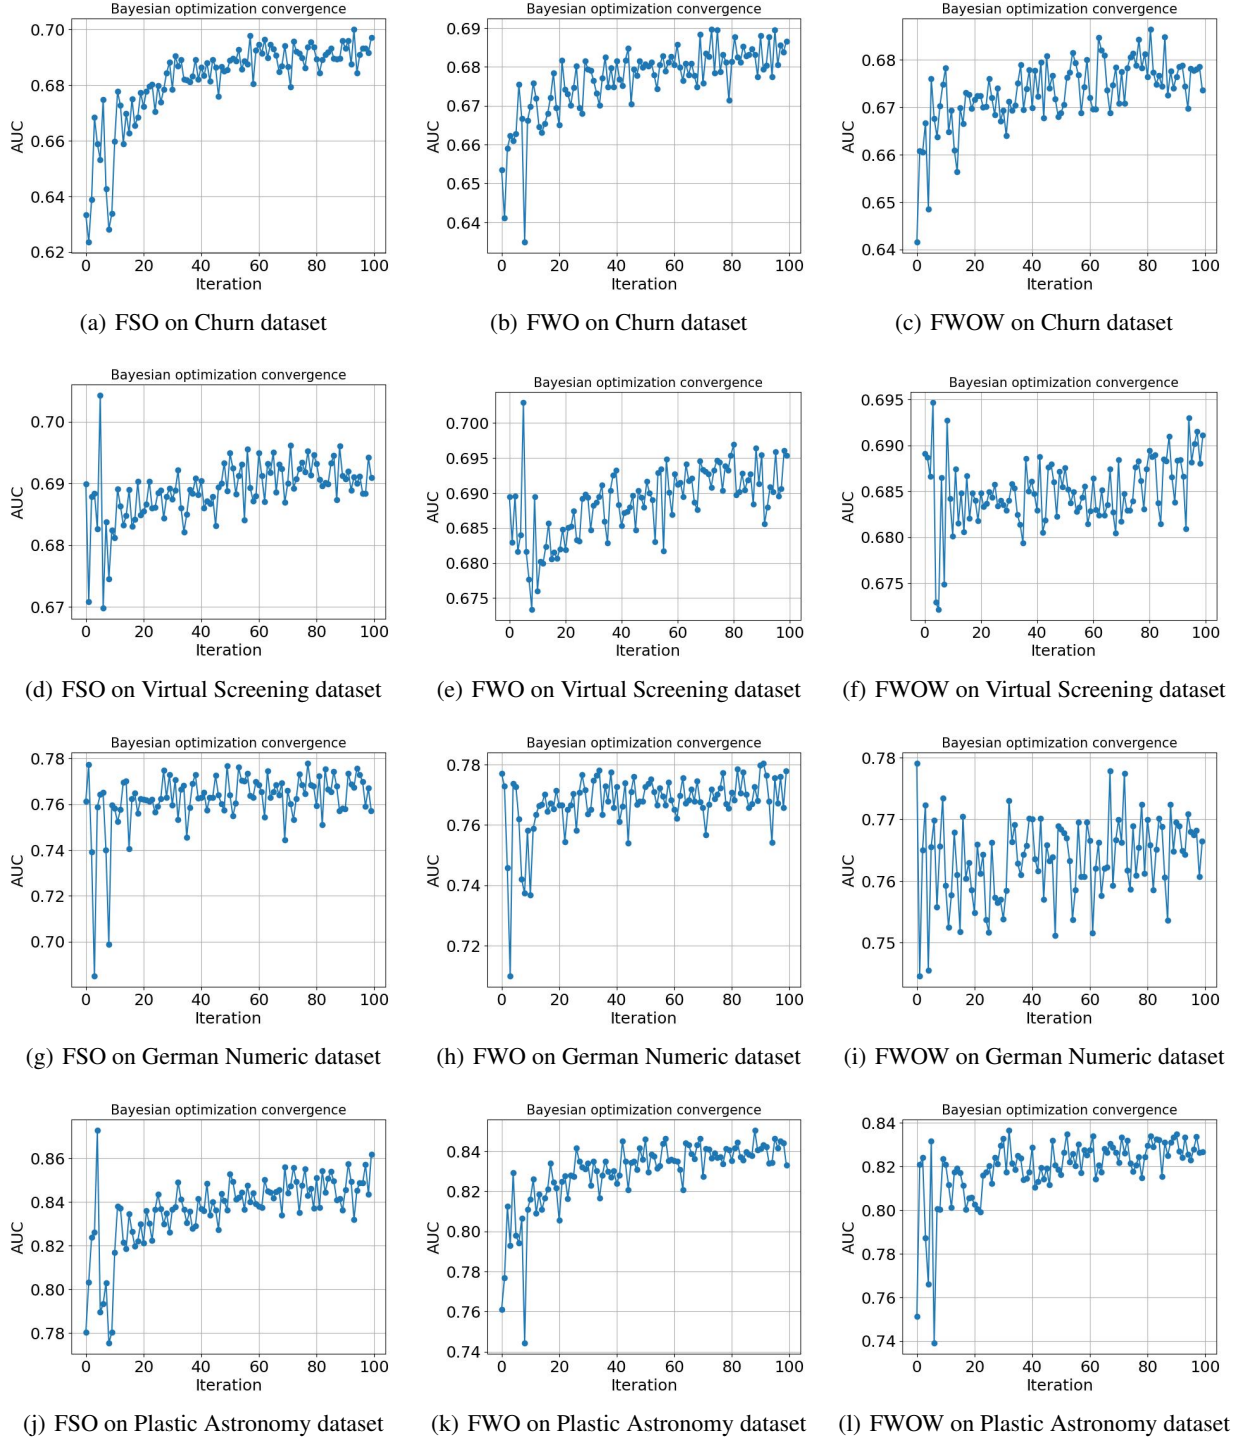 Bayesian optimization convergence
0.70
0.68
0.66
0.64
0.62
AUC
0 20 40 60 80 100
Iteration
(a) FSO on Churn dataset
Bayesian optimization convergence
0.69
0.68
0.67
0.66
0.65
0.64
AUC
0 20 40 60 80 100
Iteration
(b) FWO on Churn dataset
Bayesian optimization convergence
0.68
0.67
0.66
0.65
0.64
AUC
0 20 40 60 80 100
Iteration
(c) FWOW on Churn dataset
Bayesian optimization convergence
0.70
0.69
0.68
0.67
AUC
0 20 40 60 80 100
Iteration
(d) FSO on Virtual Screening dataset
Bayesian optimization convergence
0.700
0.695
0.690
0.685
0.680
0.675
AUC
0 20 40 60 80 100
Iteration
(e) FWO on Virtual Screening dataset
Bayesian optimization convergence
0.695
0.690
0.685
0.680
0.675
AUC
0 20 40 60 80 100
Iteration
(f) FWOW on Virtual Screening dataset
Bayesian optimization convergence
0.78
0.76
0.74
0.72
0.70
AUC
0 20 40 60 80 100
Iteration
(g) FSO on German Numeric dataset
Bayesian optimization convergence
0.78
0.76
0.74
0.72
AUC
0 20 40 60 80 100
Iteration
(h) FWO on German Numeric dataset
Bayesian optimization convergence
0.78
0.77
0.76
0.75
AUC
0 20 40 60 80 100
Iteration
(i) FWOW on German Numeric dataset
Bayesian optimization convergence
0.86
0.84
0.82
0.80
0.78
AUC
0 20 40 60 80 100
Iteration
(j) FSO on Plastic Astronomy dataset
Bayesian optimization convergence
0.84
0.82
0.80
0.78
0.76
0.74
AUC
0 20 40 60 80 100
Iteration
(k) FWO on Plastic Astronomy dataset
Bayesian optimization convergence
0.84
0.82
0.80
0.78
0.76
0.74
AUC
0 20 40 60 80 100
Iteration
(l) FWOW on Plastic Astronomy dataset